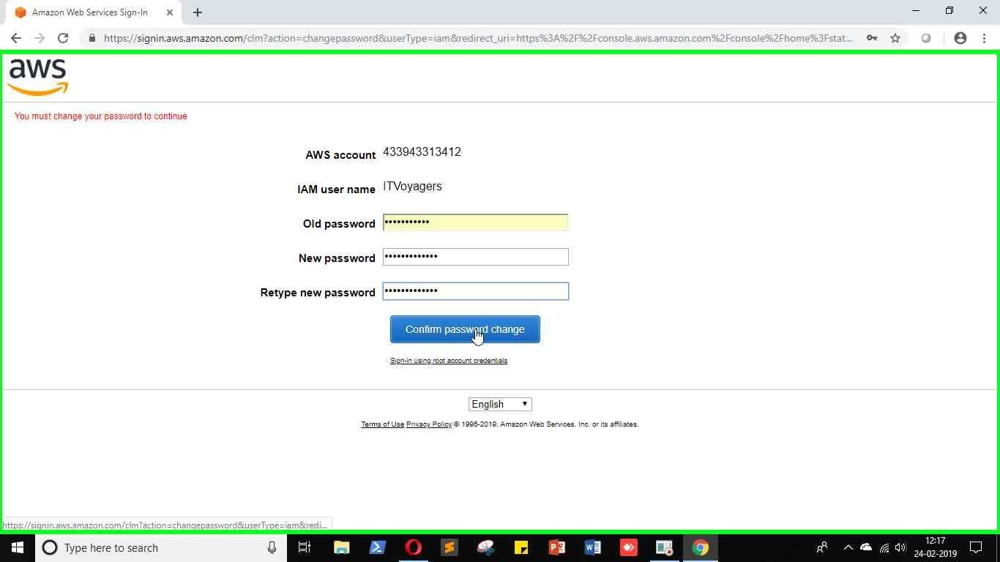 Amazon Web Services Sign-In
https://signin.aws.amazon.com/clm?action=changepassword&userType=iam&redirect_uri=https%3A%2F%2Fconsole.aws.amazon.com%2Fconsole%2Fhome%3Fstat...
aws
You must change your password to continue
AWS account 433943313412
IAM user name ITVoyagers
Old password •••••••••••
New password •••••••••••••
Retype new password •••••••••••••
Confirm password change
Sign-in using root account credentials
English
Terms of Use Privacy Policy © 1996-2019, Amazon Web Services, Inc. or its affiliates.
https://signin.aws.amazon.com/clm?action=changepassword&userType=iam&redi...
Type here to search
12:17
24-02-2019